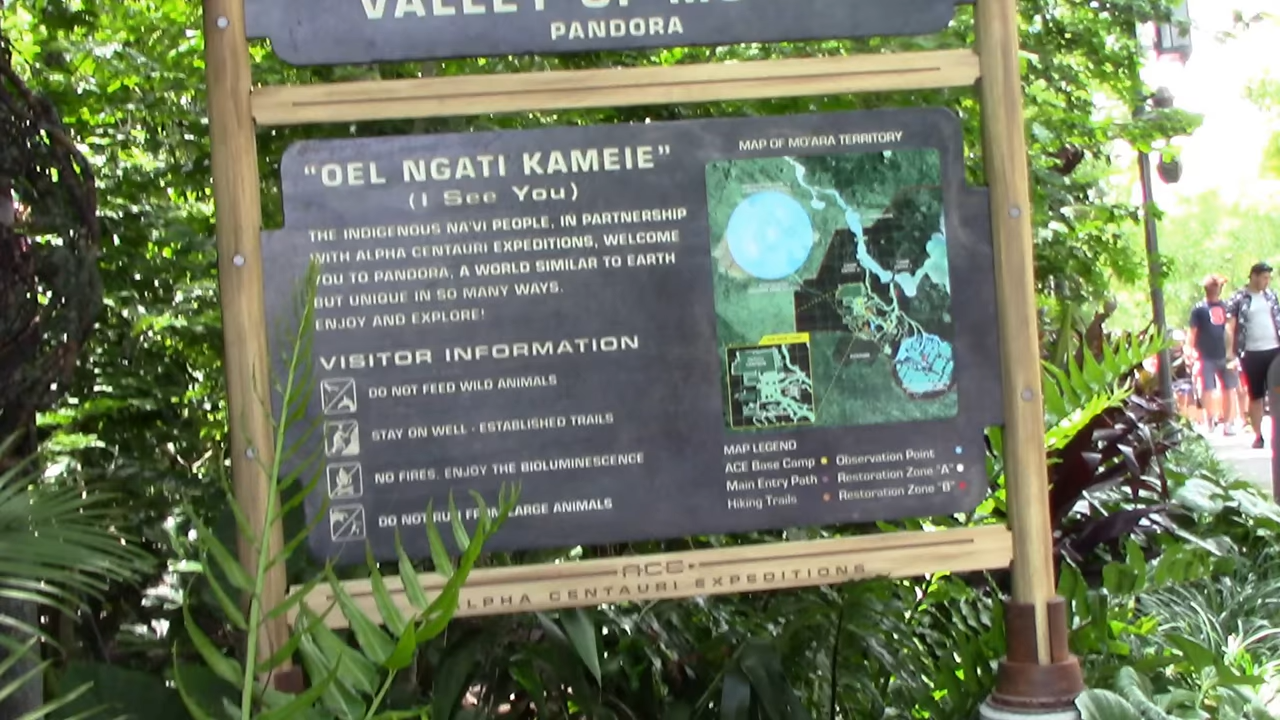 VALLEY OF MO
PANDORA
"OEL NGATI KAMEIE"
(I See You)
THE INDIGENOUS NA'VI PEOPLE, IN PARTNERSHIP
WITH ALPHA CENTAURI EXPEDITIONS, WELCOME
YOU TO PANDORA, A WORLD SIMILAR TO EARTH
BUT UNIQUE IN SO MANY WAYS.
ENJOY AND EXPLORE!
VISITOR INFORMATION
DO NOT FEED WILD ANIMALS
STAY ON WELL - ESTABLISHED TRAILS
NO FIRES, ENJOY THE BIOLUMINESCENCE
DO NOT RUN FROM LARGE ANIMALS
MAP OF MO'ARA TERRITORY
MAP LEGEND
ACE Base Camp
Main Entry Path
Hiking Trails
Observation Point
Restoration Zone "A"
Restoration Zone "B"
ACE
ALPHA CENTAURI EXPEDITIONS